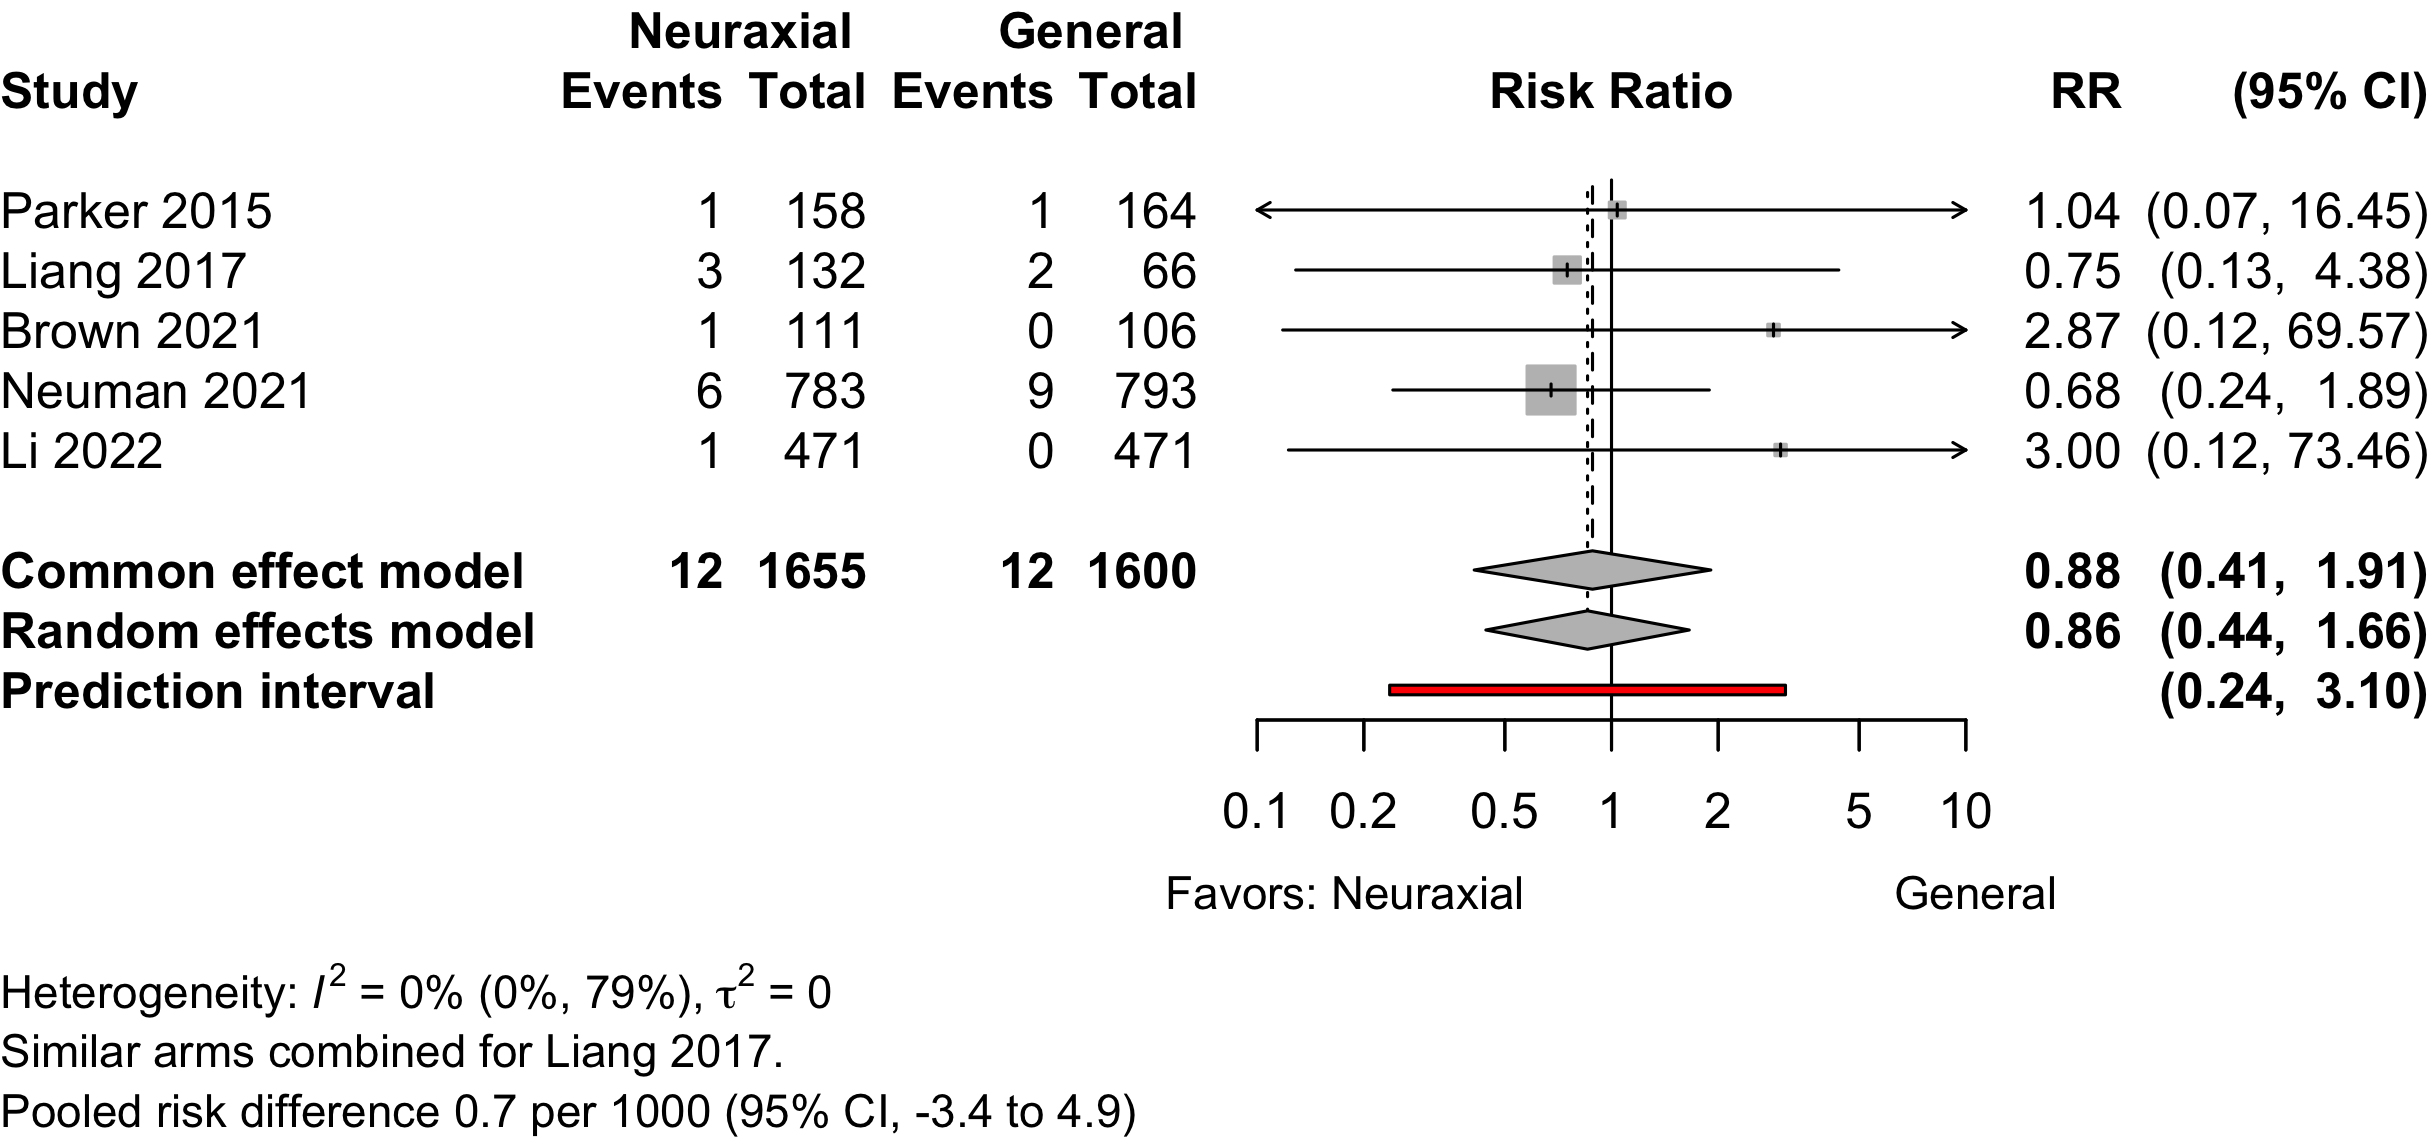 Neuraxial General
Study Events Total Events Total Risk Ratio RR (95% CI)
Parker 2015 1 158 1 164 1.04 (0.07, 16.45)
Liang 2017 3 132 2 66 0.75 (0.13, 4.38)
Brown 2021 1 111 0 106 2.87 (0.12, 69.57)
Neuman 2021 6 783 9 793 0.68 (0.24, 1.89)
Li 2022 1 471 0 471 3.00 (0.12, 73.46)
Common effect model 12 1655 12 1600 0.88 (0.41, 1.91)
Random effects model 0.86 (0.44, 1.66)
Prediction interval (0.24, 3.10)
0.1 0.2 0.5 1 2 5 10
Favors: Neuraxial General
Heterogeneity: I² = 0% (0%, 79%), τ² = 0
Similar arms combined for Liang 2017.
Pooled risk difference 0.7 per 1000 (95% CI, -3.4 to 4.9)